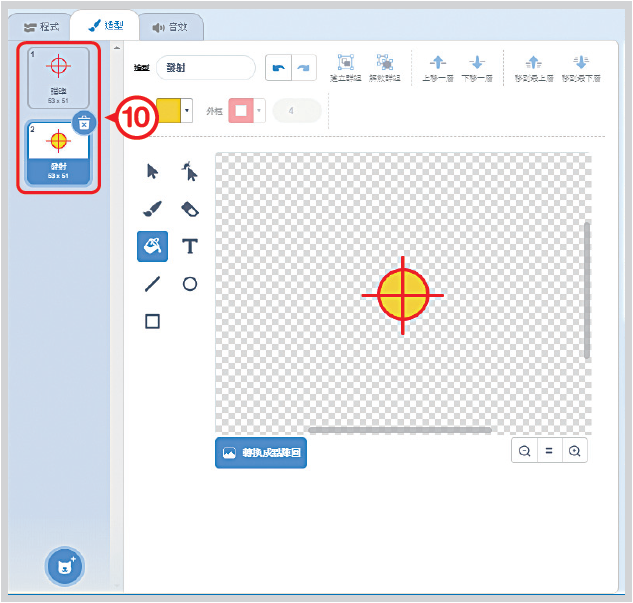 程式 造型 音效
1
瞄準
53 x 51
2
發射
53 x 51
10
造型 發射
建立群組 解散群組 上移一層 下移一層 移到最上層 移到最下層
外框 4
T
轉換成點陣圖